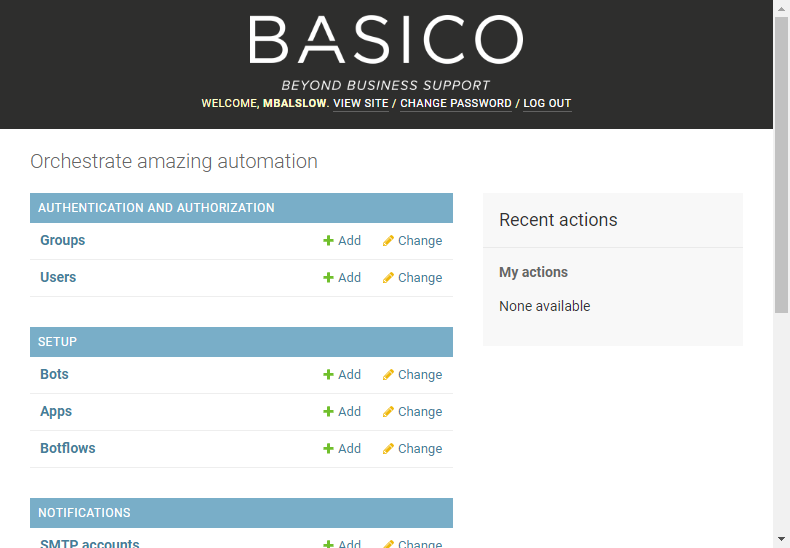 BASICO
BEYOND BUSINESS SUPPORT
WELCOME, MBALSLOW. VIEW SITE / CHANGE PASSWORD / LOG OUT
Orchestrate amazing automation
AUTHENTICATION AND AUTHORIZATION
Groups Add Change
Users Add Change
SETUP
Bots Add Change
Apps Add Change
Botflows Add Change
NOTIFICATIONS
SMTP accounts Add Change
Recent actions
My actions
None available